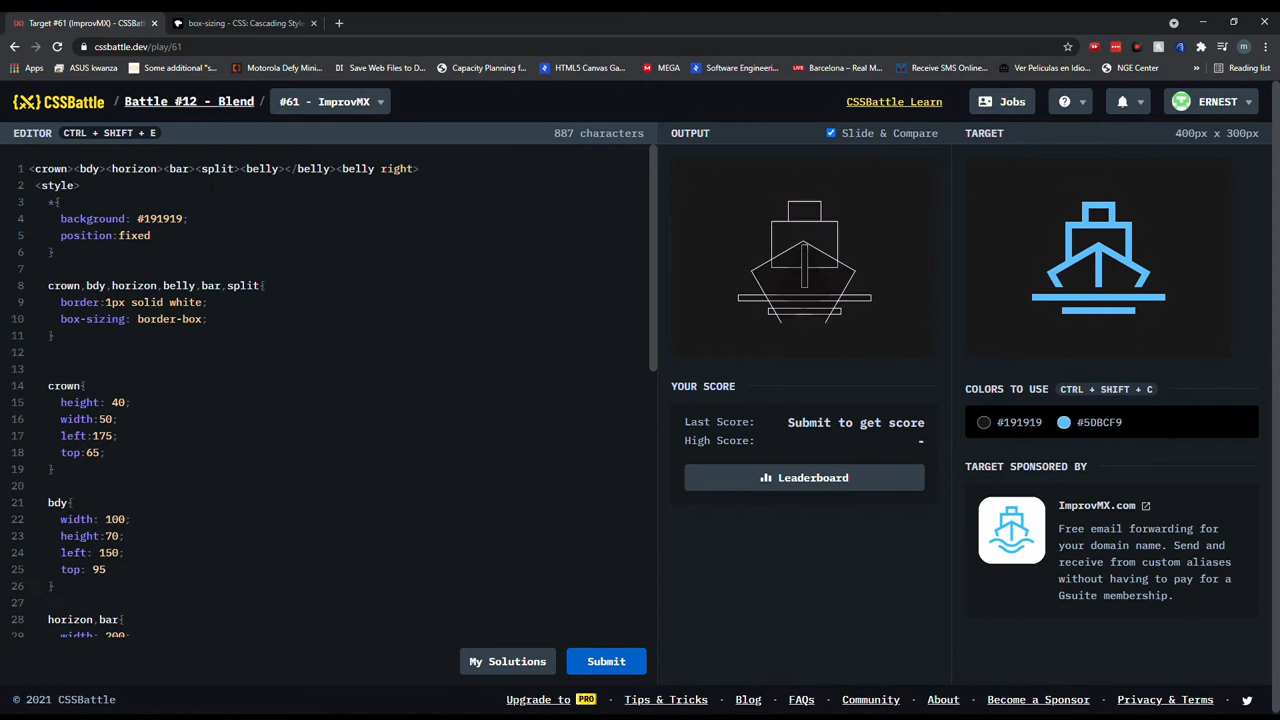 Target #61 (ImprovMX) - CSSBatt
box-sizing - CSS: Cascading Style
cssbattle.dev/play/61
Apps
ASUS kwanza
Some additional "s...
Motorola Defy Mini...
Save Web Files to D...
Capacity Planning f...
HTML5 Canvas Ga...
MEGA
Software Engineeri...
LIVE
Barcelona – Real M...
Receive SMS Online...
Ver Peliculas en Idio...
NGE Center
»
Reading list
CSSBattle
/
Battle #12 - Blend
/
#61 - ImprovMX
CSSBattle Learn
Jobs
ERNEST
EDITOR
CTRL + SHIFT + E
887 characters
OUTPUT
Slide & Compare
TARGET
400px x 300px
1 <crown><bdy><horizon><bar><split><belly></belly><belly right>
2 <style>
3 *{
4 background: #191919;
5 position:fixed
6 }
7
8 crown,bdy,horizon,belly,bar,split{
9 border:1px solid white;
10 box-sizing: border-box;
11 }
12
13
14 crown{
15 height: 40;
16 width:50;
17 left:175;
18 top:65;
19 }
20
21 bdy{
22 width: 100;
23 height:70;
24 left: 150;
25 top: 95
26 }
27
28 horizon,bar{
29 width: 200;
YOUR SCORE
Last Score:
Submit to get score
High Score:
-
Leaderboard
COLORS TO USE
CTRL + SHIFT + C
#191919
#5DBCF9
TARGET SPONSORED BY
ImprovMX.com
Free email forwarding for
your domain name. Send and
receive from custom aliases
without having to pay for a
Gsuite membership.
My Solutions
Submit
© 2021 CSSBattle
Upgrade to PRO
Tips & Tricks
Blog
FAQs
Community
About
Become a Sponsor
Privacy & Terms